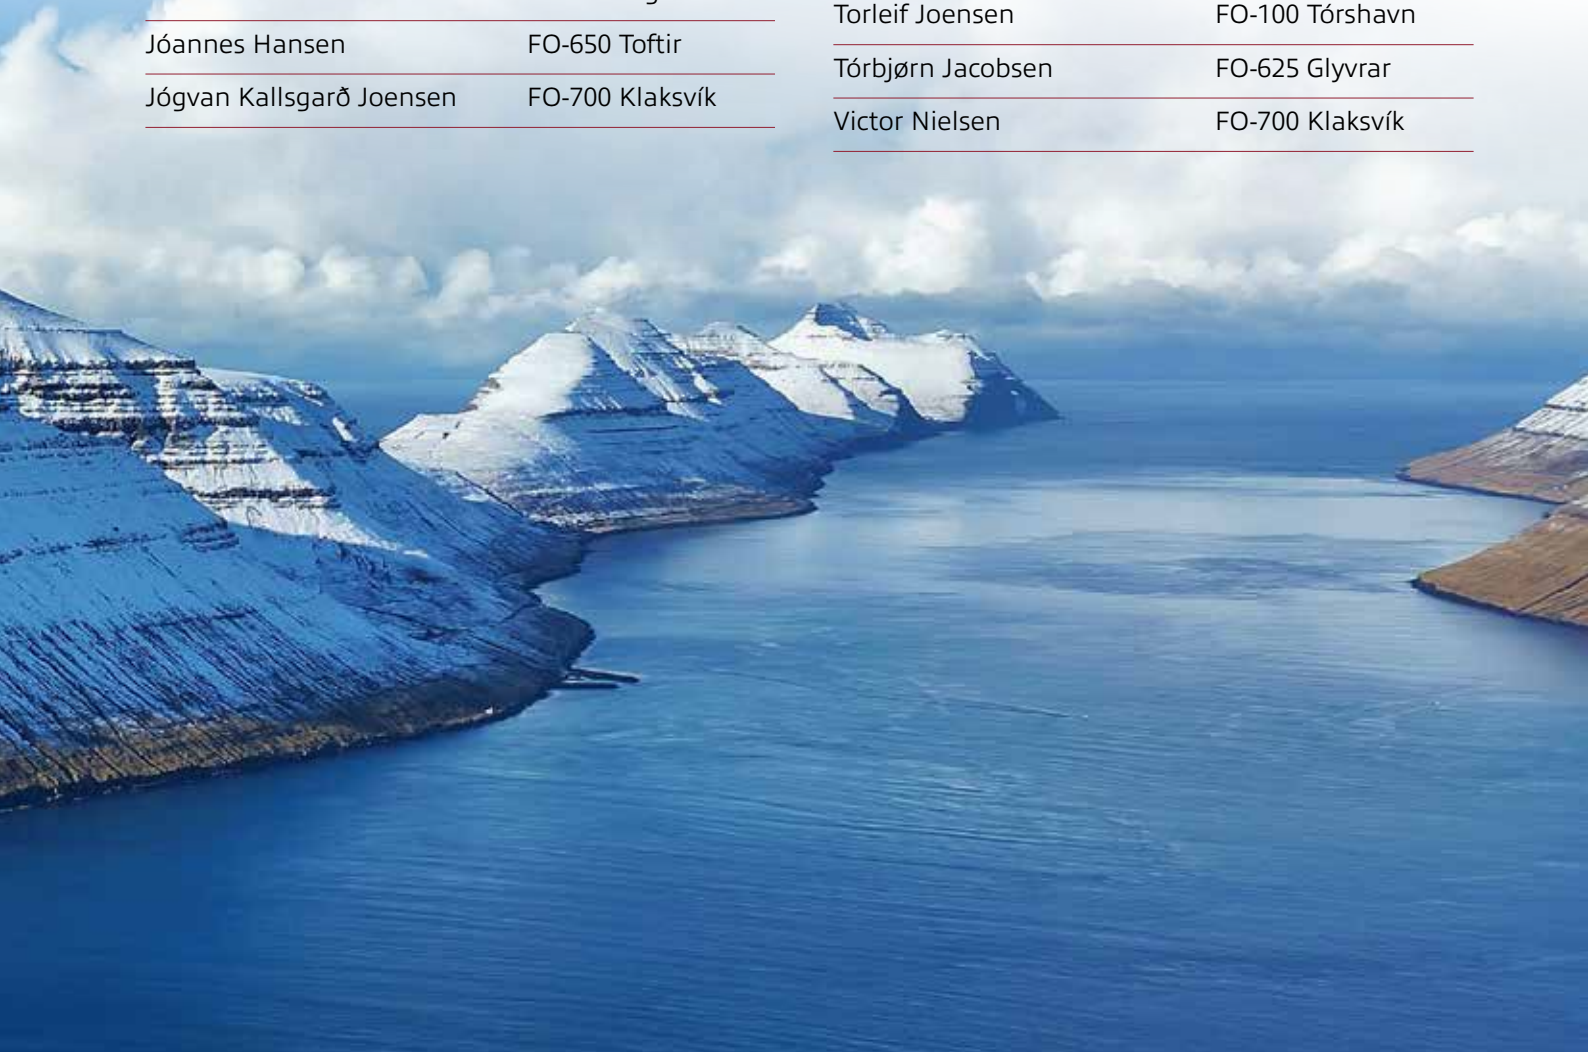 Jóannes Hansen FO-650 Toftir
Jógvan Kallsgarð Joensen FO-700 Klaksvík
Torleif Joensen FO-100 Tórshavn
Tórbjørn Jacobsen FO-625 Glyvrar
Victor Nielsen FO-700 Klaksvík